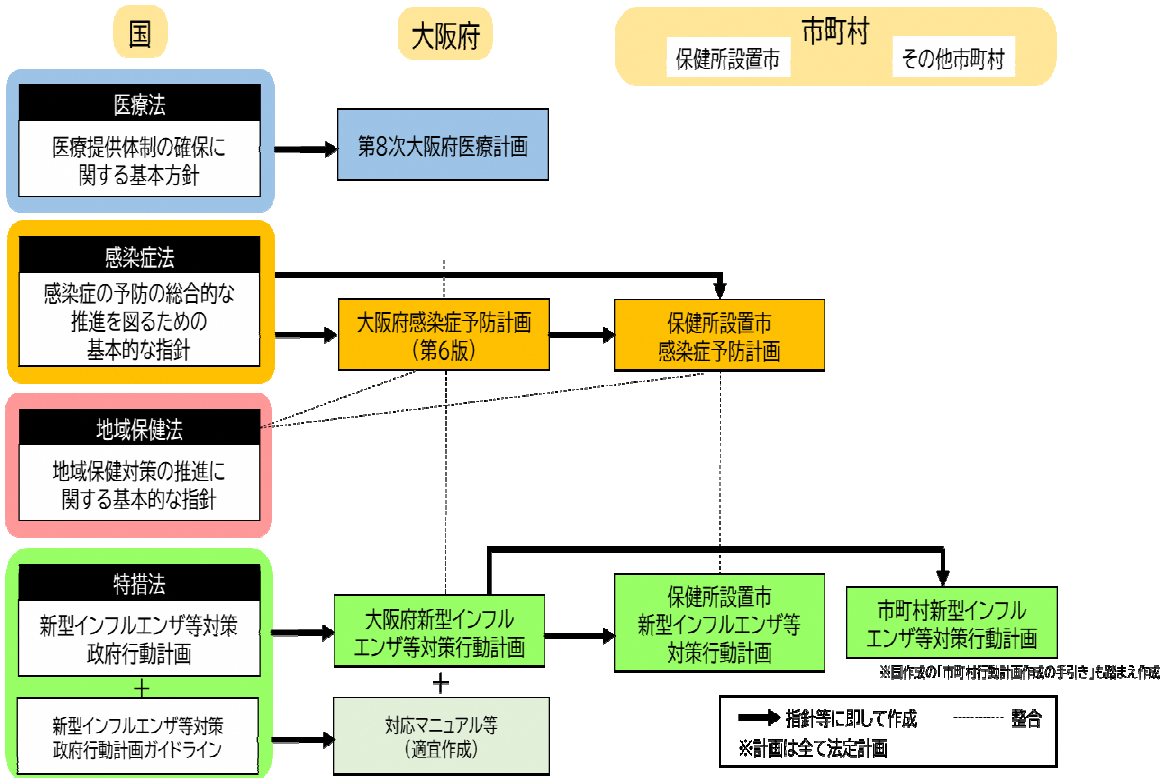 国
大阪府
市町村
保健所設置市
その他市町村
医療法
医療提供体制の確保に
関する基本方針
第8次大阪府医療計画
感染症法
感染症の予防の総合的な
推進を図るための
基本的な指針
大阪府感染症予防計画
(第6版)
保健所設置市
感染症予防計画
地域保健法
地域保健対策の推進に
関する基本的な指針
特措法
新型インフルエンザ等対策
政府行動計画
+
新型インフルエンザ等対策
政府行動計画ガイドライン
大阪府新型インフル
エンザ等対策行動計画
+
対応マニュアル等
(適宜作成)
保健所設置市
新型インフルエンザ等
対策行動計画
市町村新型インフル
エンザ等対策行動計画
※国作成の「市町村行動計画作成の手引き」も踏まえ作成
指針等に即して作成
整合
※計画は全て法定計画